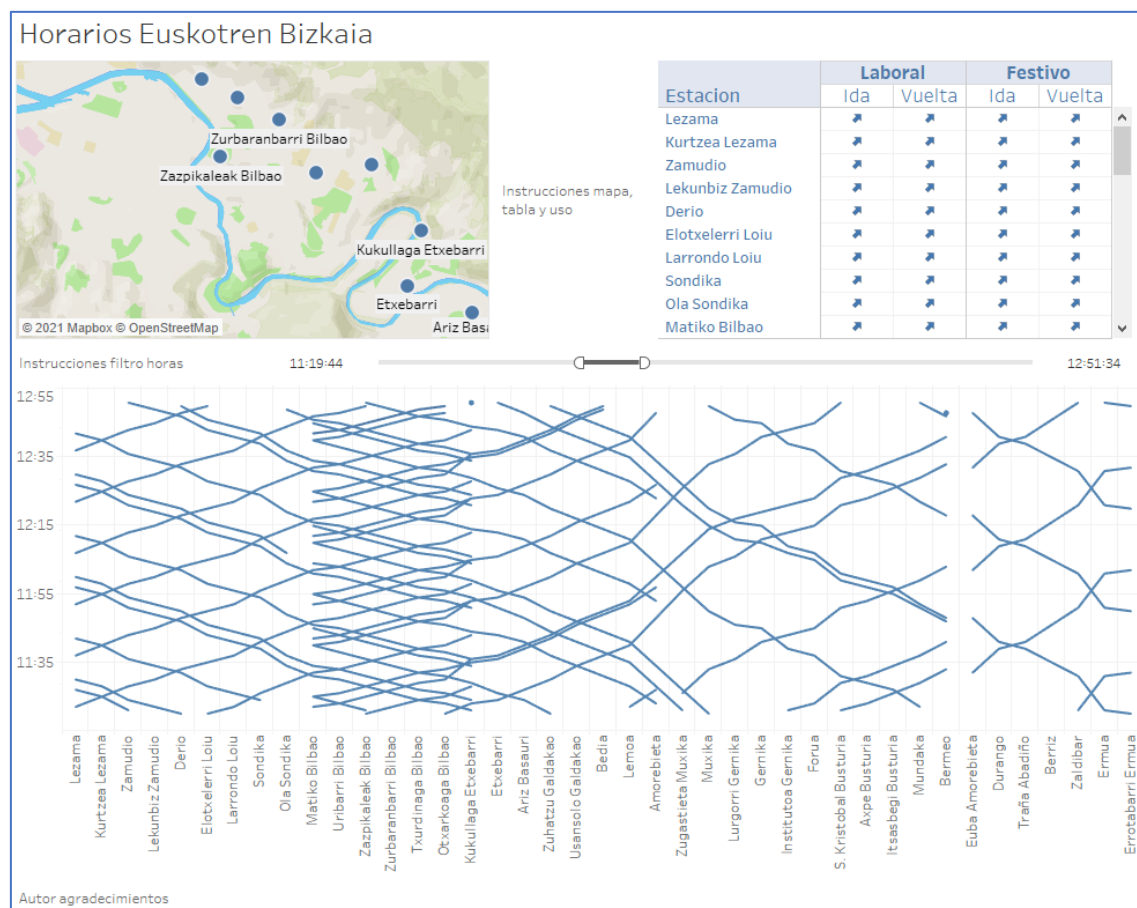 Horarios Euskotren Bizkaia
Zurbaranbarri Bilbao
Zazpikaleak Bilbao
Kukullaga Etxebarri
Etxebarri
Ariz Basa
© 2021 Mapbox © OpenStreetMap
Instrucciones mapa,
tabla y uso
Laboral Festivo
Estacion Ida Vuelta Ida Vuelta
Lezama
Kurtzea Lezama
Zamudio
Lekunbiz Zamudio
Derio
Elotxelerri Loiu
Larrondo Loiu
Sondika
Ola Sondika
Matiko Bilbao
Instrucciones filtro horas 11:19:44 12:51:34
12:55
12:35
12:15
11:55
11:35
Lezama
Kurtzea Lezama
Zamudio
Lekunbiz Zamudio
Derio
Elotxelerri Loiu
Larrondo Loiu
Sondika
Ola Sondika
Matiko Bilbao
Uribarri Bilbao
Zazpikaleak Bilbao
Zurbaranbarri Bilbao
Txurdinaga Bilbao
Otxarkoaga Bilbao
Kukullaga Etxebarri
Etxebarri
Ariz Basauri
Zuhatzu Galdakao
Usansolo Galdakao
Bedia
Lemoa
Amorebieta
Zugastieta Muxika
Muxika
Lurgorri Gernika
Gernika
Institutoa Gernika
Forua
S. Kristobal Busturia
Axpe Busturia
Itsasbegi Busturia
Mundaka
Bermeo
Euba Amorebieta
Durango
Traña Abadiño
Berriz
Zaldibar
Ermua
Errotabarri Ermua
Autor agradecimientos